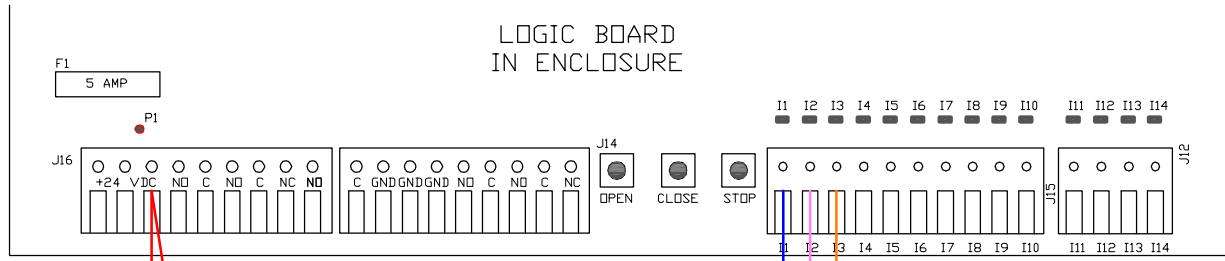 LOGIC BOARD
IN ENCLOSURE
F1
5 AMP
P1
I1 I2 I3 I4 I5 I6 I7 I8 I9 I10 I11 I12 I13 I14
J16
J14
J12
+24 VDC NO C NO C NC NO
C GND GND GND NO C NO C NC
J15
OPEN CLOSE STOP
I1 I2 I3 I4 I5 I6 I7 I8 I9 I10 I11 I12 I13 I14